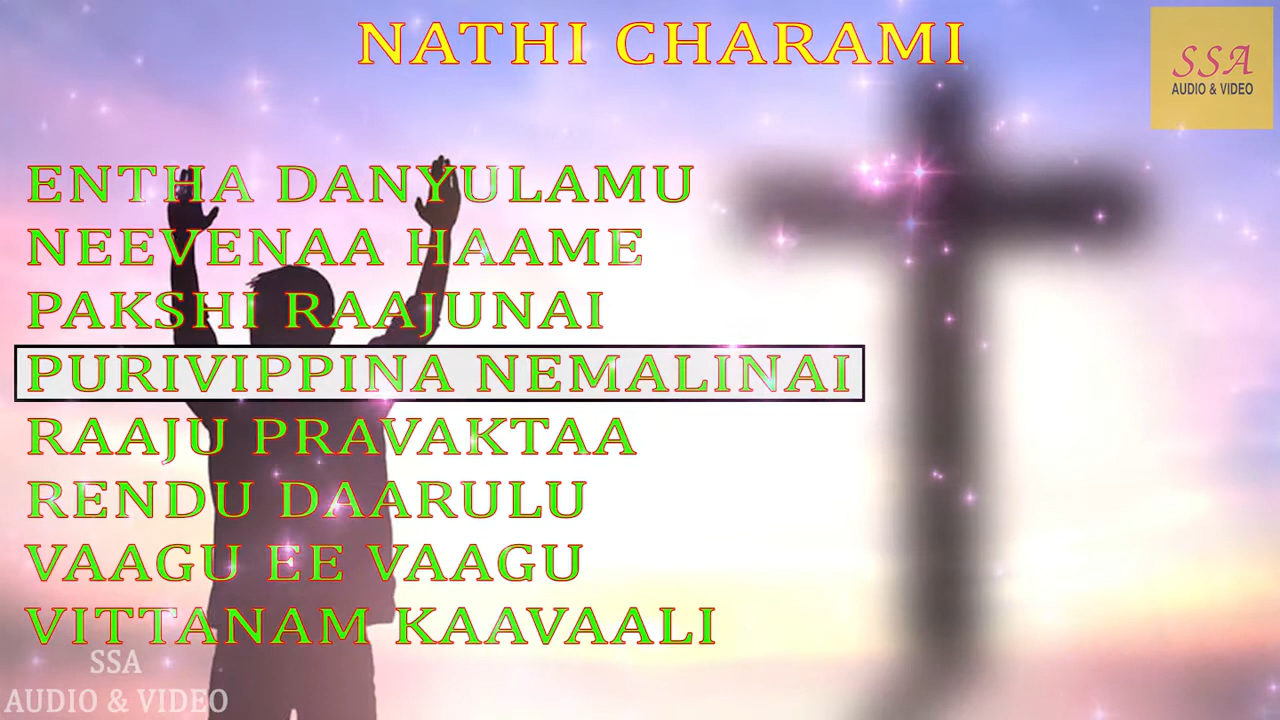 NATHI CHARAMI
SSA
AUDIO & VIDEO
ENTHA DANYULAMU
NEEVENAA HAAME
PAKSHI RAAJUNAI
PURIVIPPINA NEMALINAI
RAAJU PRAVAKTAA
RENDU DAARULU
VAAGU EE VAAGU
VITTANAM KAAVAALI
SSA
AUDIO & VIDEO